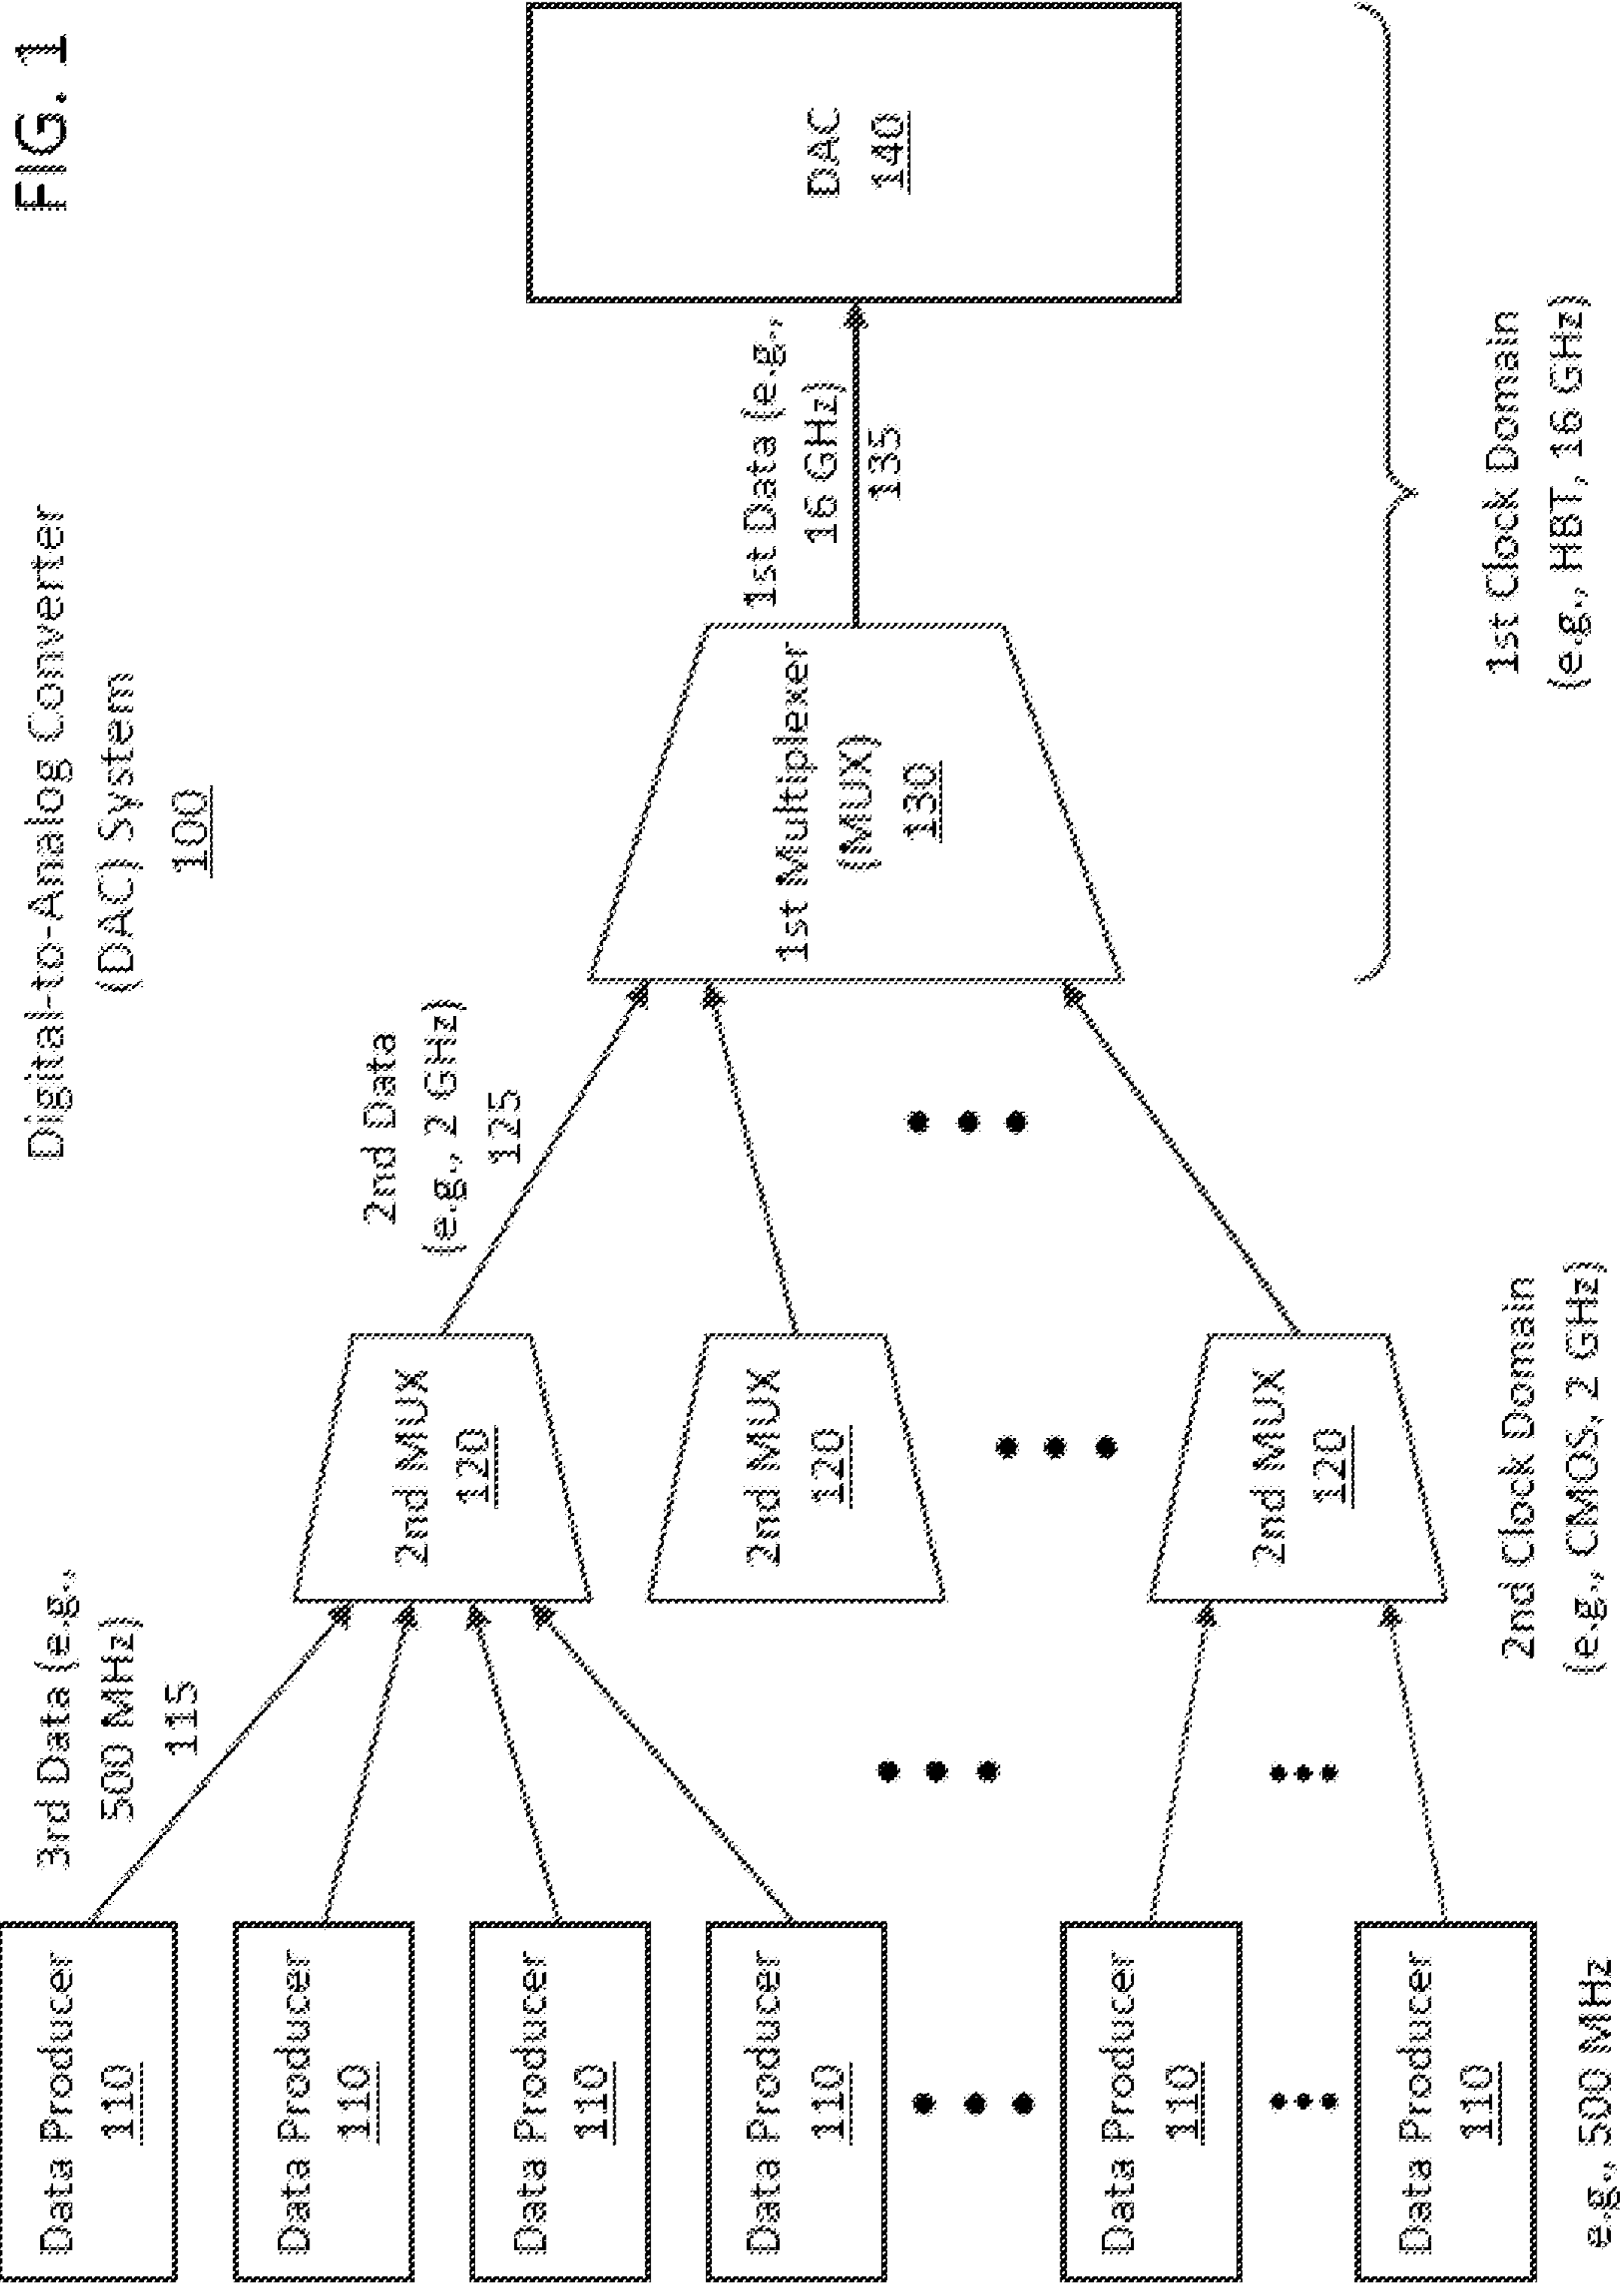 FIG. 1
Digital-to-Analog Converter
(DAC) System
100
3rd Data (e.g.,
500 MHz)
115
2nd Data
(e.g., 2 GHz)
125
1st Data (e.g.,
16 GHz)
135
Data Producer
110
Data Producer
110
Data Producer
110
Data Producer
110
Data Producer
110
Data Producer
110
2nd MUX
120
2nd MUX
120
2nd MUX
120
1st Multiplexer
(MUX)
130
DAC
140
e.g., 500 MHz
2nd Clock Domain
(e.g., CMOS, 2 GHz)
1st Clock Domain
(e.g., HBT, 16 GHz)